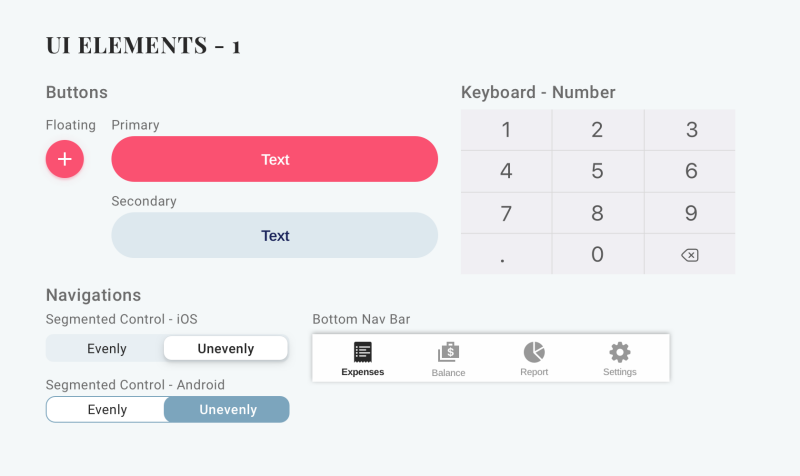 UI ELEMENTS - 1
Buttons
Floating
Primary
Text
Secondary
Text
Keyboard - Number
1 2 3
4 5 6
7 8 9
. 0
Navigations
Segmented Control - iOS
Evenly Unevenly
Segmented Control - Android
Evenly Unevenly
Bottom Nav Bar
$
Expenses Balance Report Settings